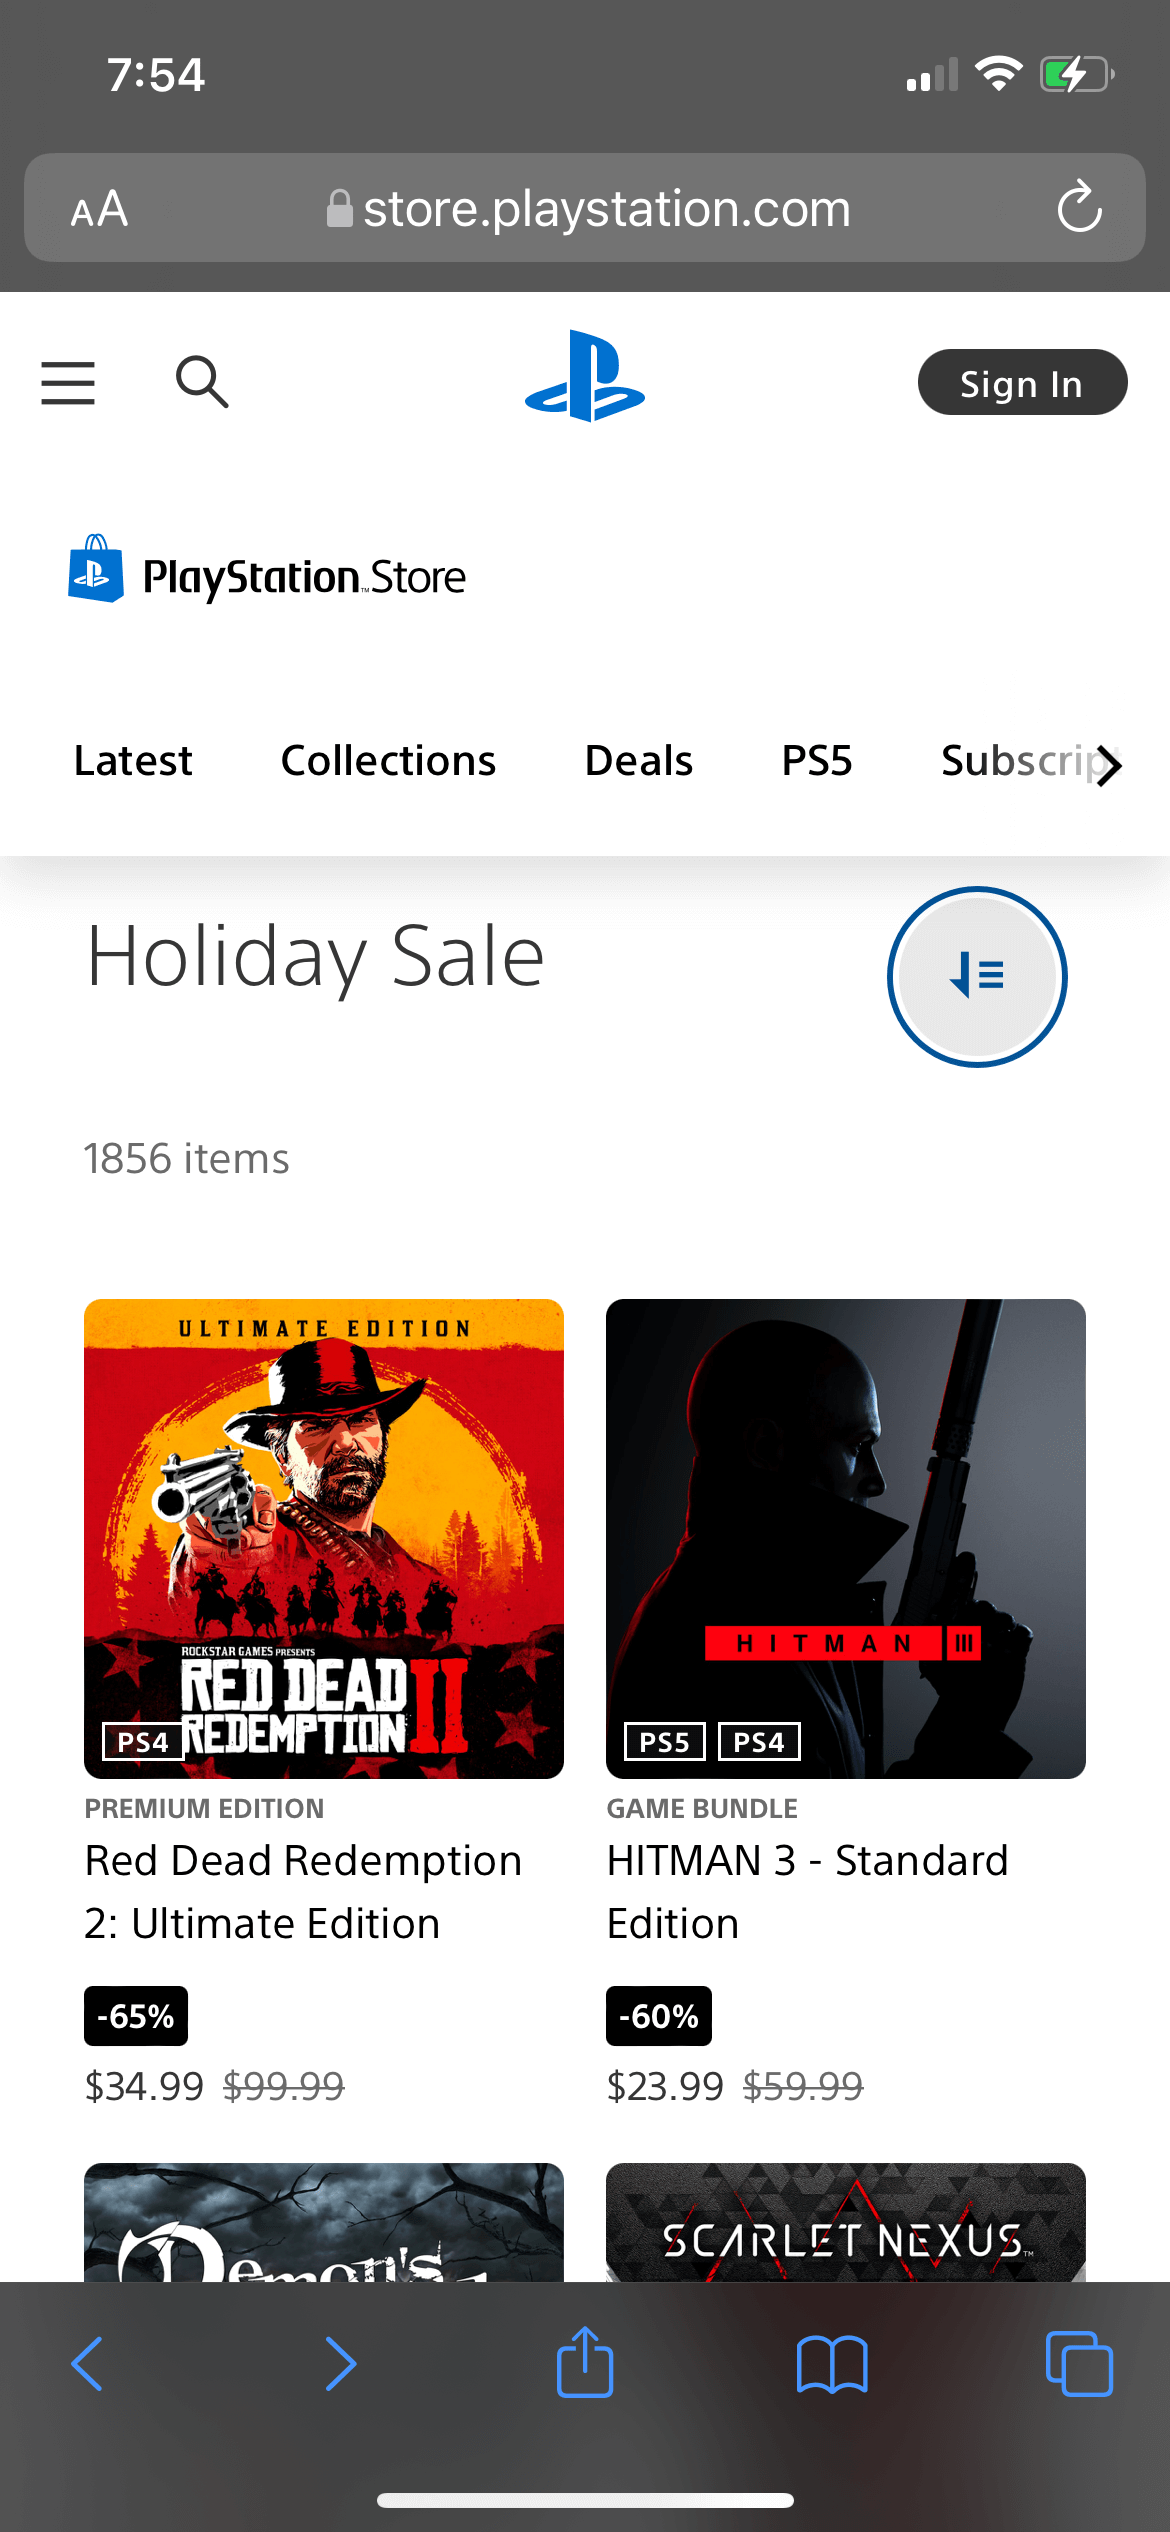 7:54
AA store.playstation.com
Sign In
PlayStation™Store
Latest Collections Deals PS5 Subscrip
Holiday Sale
1856 items
ULTIMATE EDITION
ROCKSTAR GAMES PRESENTS
RED DEAD
REDEMPTION II
PS4
HITMAN III
PS5 PS4
PREMIUM EDITION
Red Dead Redemption
2: Ultimate Edition
-65%
$34.99 $99.99
GAME BUNDLE
HITMAN 3 - Standard
Edition
-60%
$23.99 $59.99
Demon's
SCARLET NEXUS™